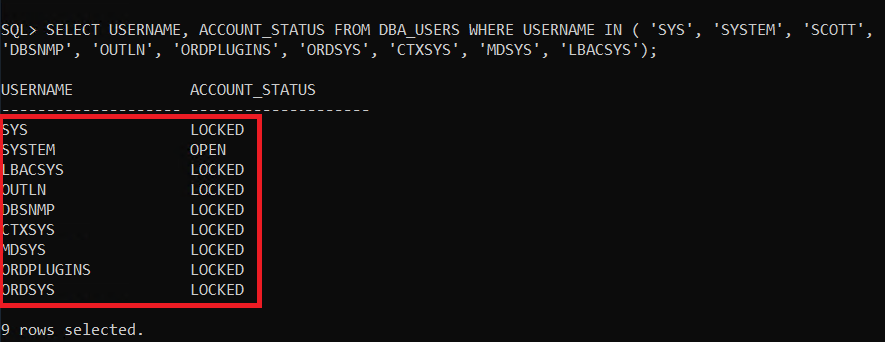 SQL> SELECT USERNAME, ACCOUNT_STATUS FROM DBA_USERS WHERE USERNAME IN ( 'SYS', 'SYSTEM', 'SCOTT',
'DBSNMP', 'OUTLN', 'ORDPLUGINS', 'ORDSYS', 'CTXSYS', 'MDSYS', 'LBACSYS');
USERNAME ACCOUNT_STATUS
-------------------- --------------------
SYS LOCKED
SYSTEM OPEN
LBACSYS LOCKED
OUTLN LOCKED
DBSNMP LOCKED
CTXSYS LOCKED
MDSYS LOCKED
ORDPLUGINS LOCKED
ORDSYS LOCKED
9 rows selected.